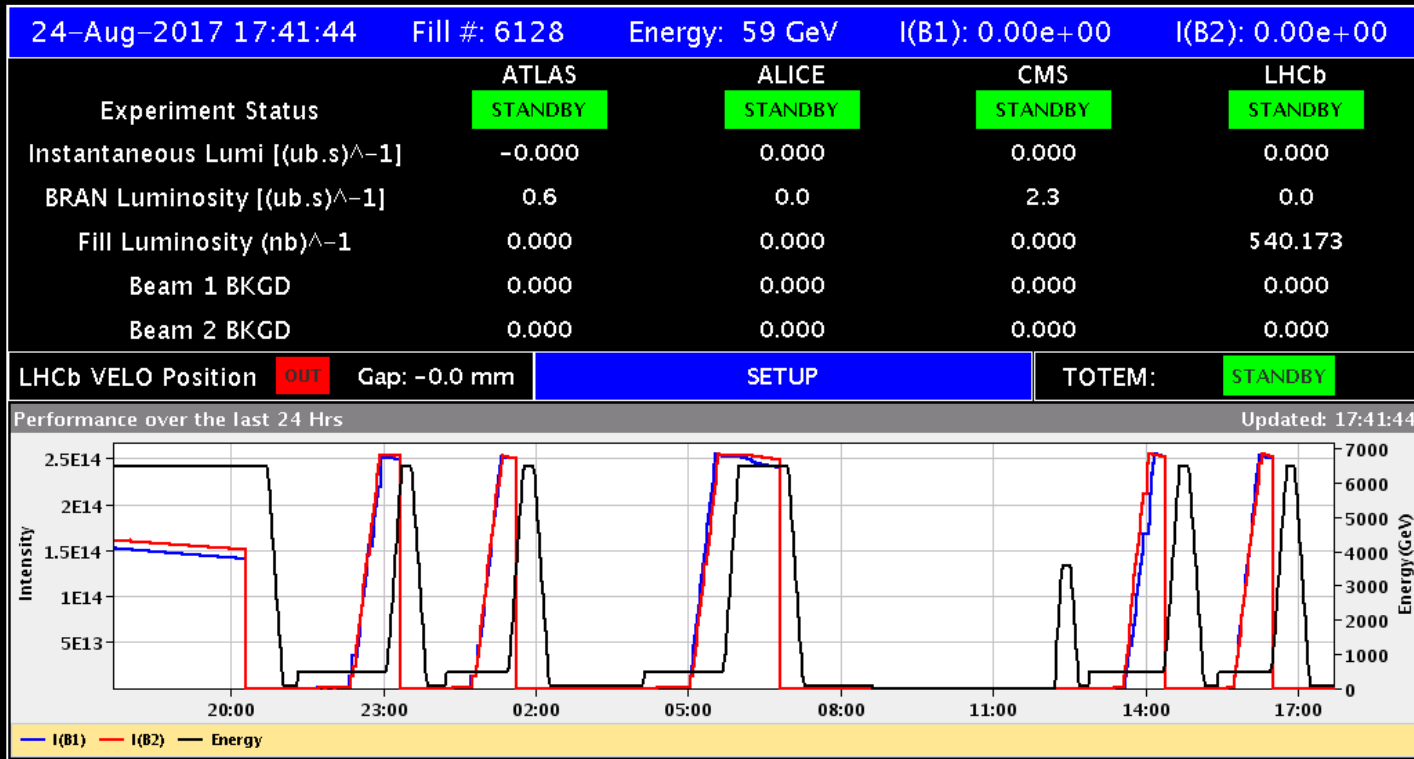 24-Aug-2017 17:41:44 Fill #: 6128 Energy: 59 GeV I(B1): 0.00e+00 I(B2): 0.00e+00
ATLAS ALICE CMS LHCb
Experiment Status STANDBY STANDBY STANDBY STANDBY
Instantaneous Lumi [(ub.s)^-1] -0.000 0.000 0.000 0.000
BRAN Luminosity [(ub.s)^-1] 0.6 0.0 2.3 0.0
Fill Luminosity (nb)^-1 0.000 0.000 0.000 540.173
Beam 1 BKGD 0.000 0.000 0.000 0.000
Beam 2 BKGD 0.000 0.000 0.000 0.000
LHCb VELO Position OUT Gap: -0.0 mm SETUP TOTEM: STANDBY
Performance over the last 24 Hrs Updated: 17:41:44
Intensity
2.5E14
2E14
1.5E14
1E14
5E13
7000
6000
5000
4000
3000
2000
1000
0
Energy(GeV)
20:00 23:00 02:00 05:00 08:00 11:00 14:00 17:00
I(B1) I(B2) Energy